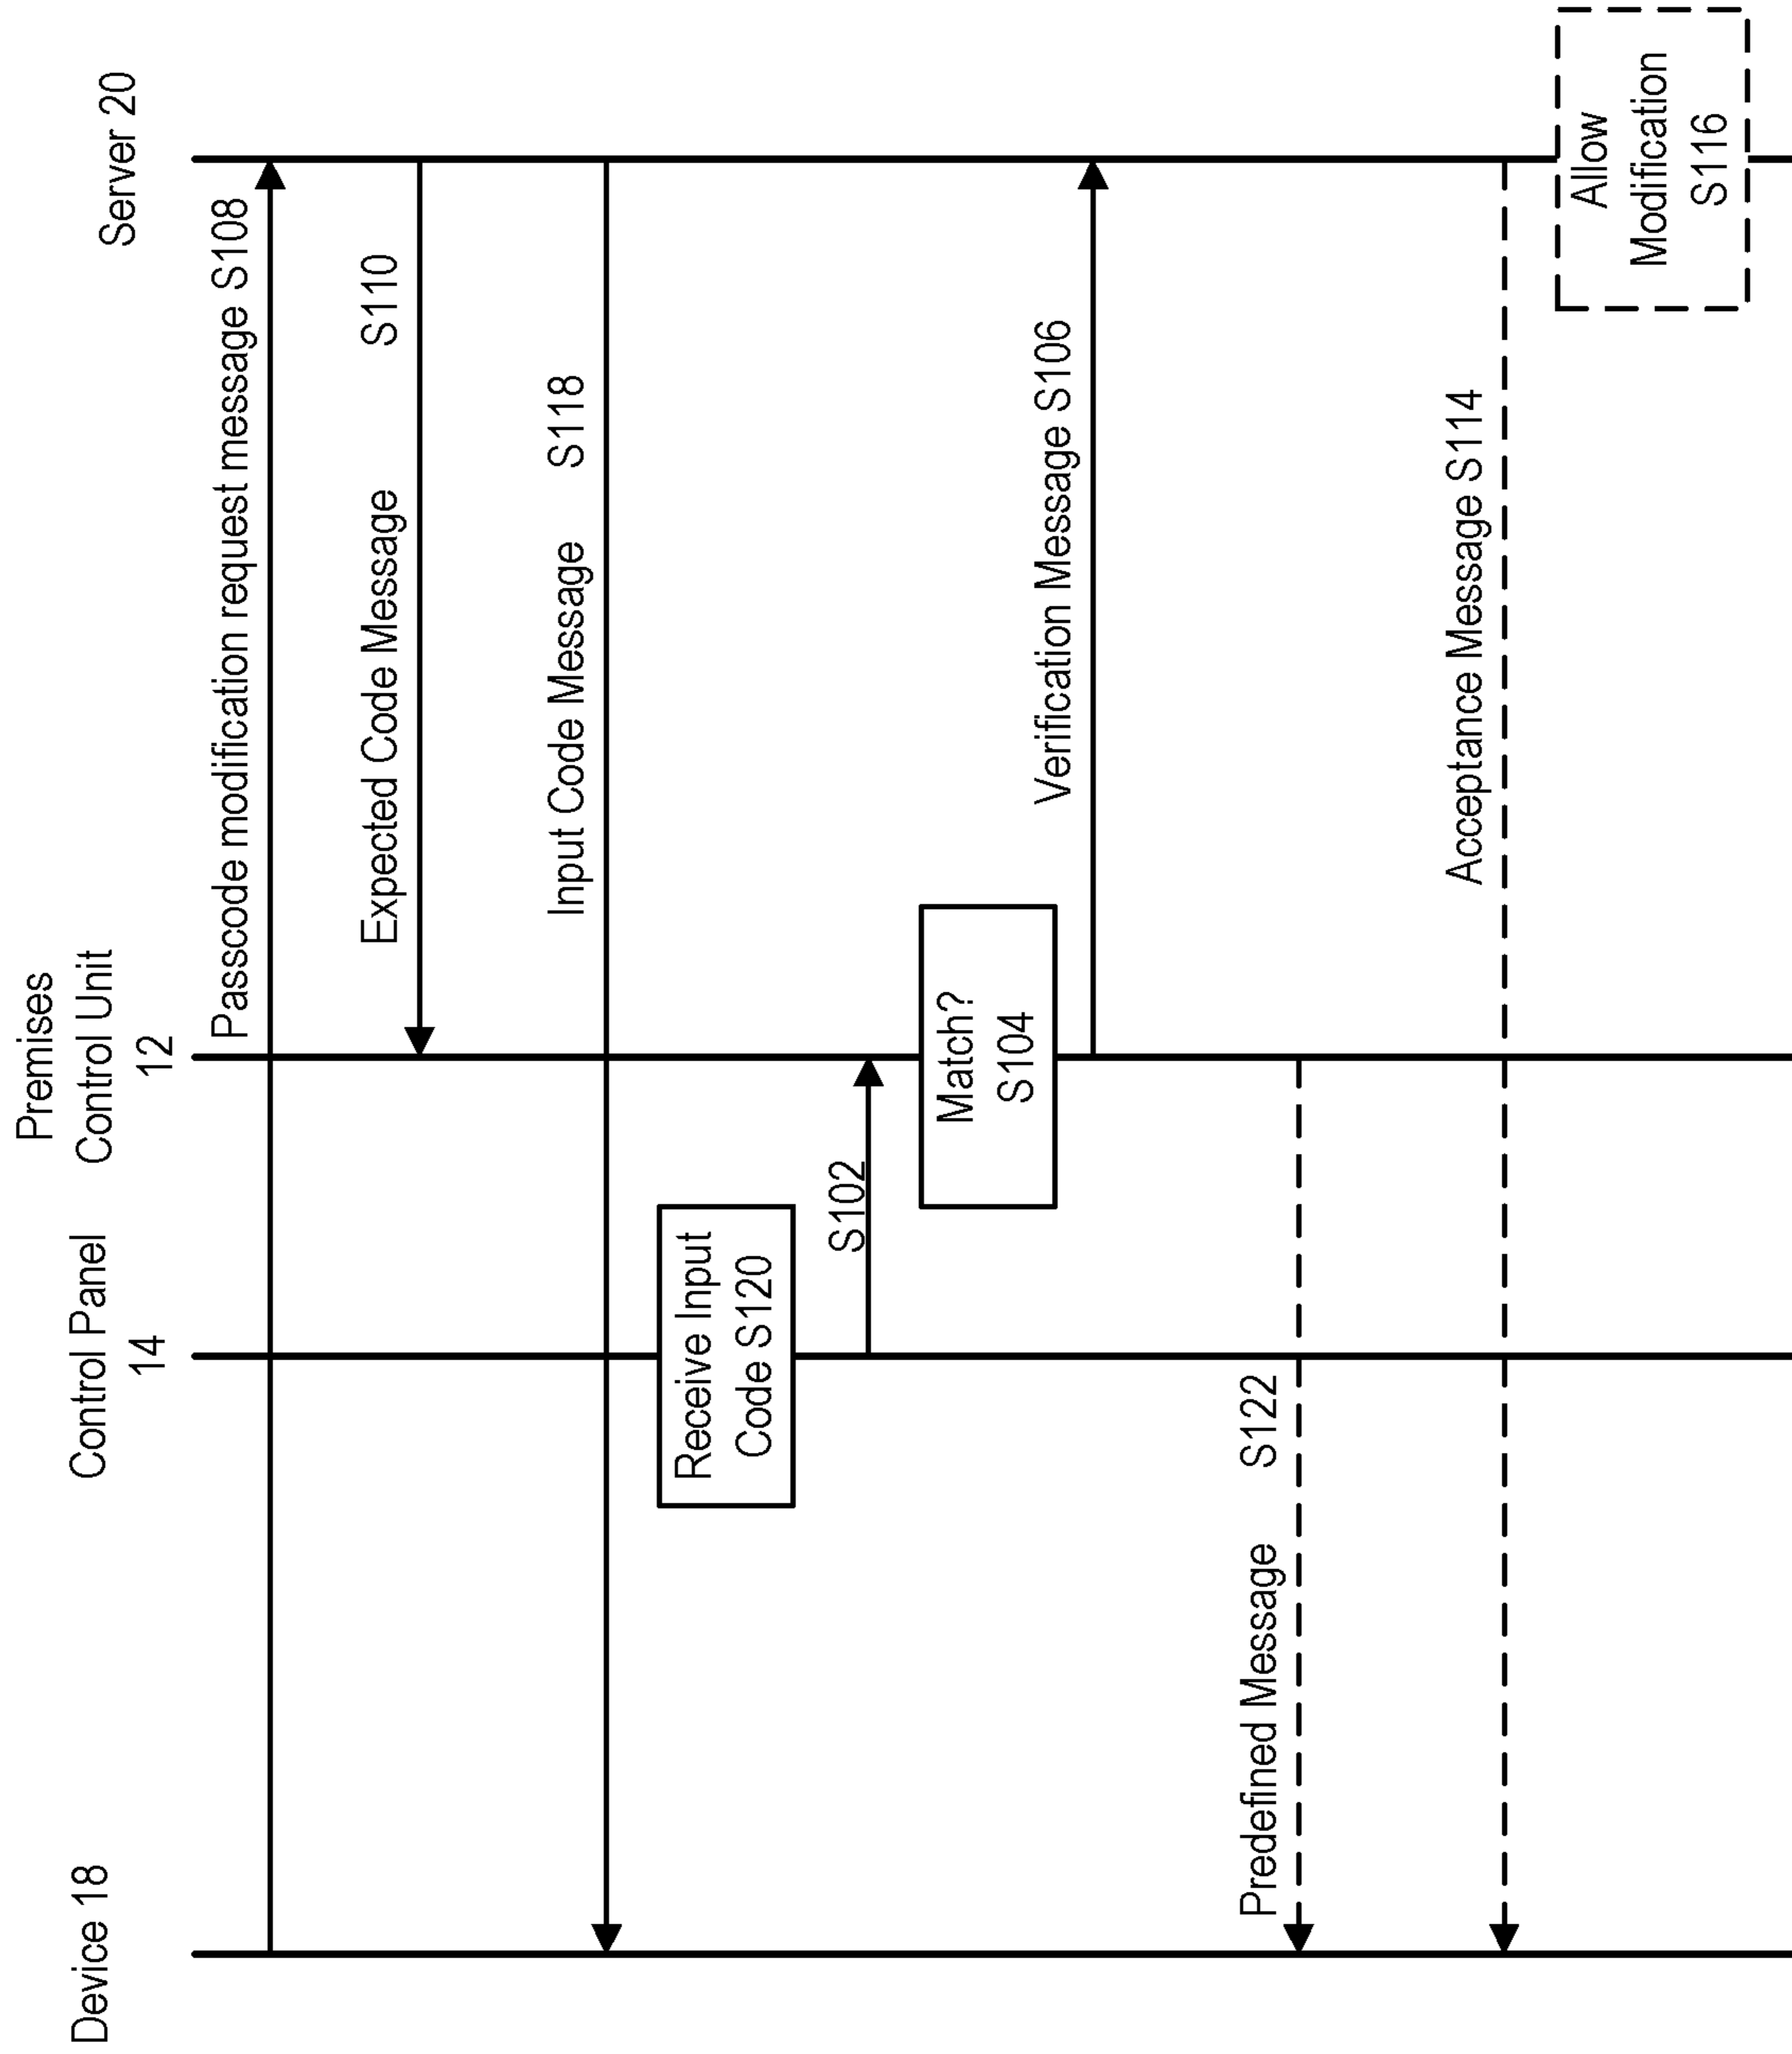 Device 18
Control Panel
14
Premises
Control Unit
12
Server 20
Passcode modification request message S108
Expected Code Message S110
Input Code Message S118
Receive Input
Code S120
S102
Match?
S104
Verification Message S106
Predefined Message S122
Acceptance Message S114
Allow
Modification
S116